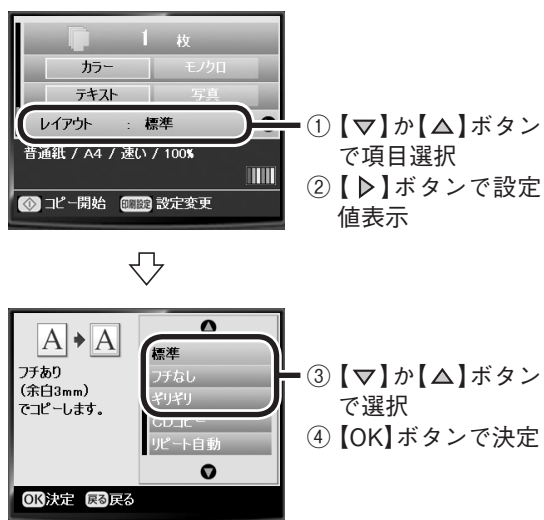 1 枚
カラー モノクロ
テキスト 写真
レイアウト : 標準
普通紙 / A4 / 速い / 100%
コピー開始 印刷設定 設定変更
①【▽】か【△】ボタン
で項目選択
②【▷】ボタンで設定
値表示
A A
フチあり
(余白3mm)
でコピーします。
標準
フチなし
ギリギリ
CDコピー
リピート自動
OK決定 戻る戻る
③【▽】か【△】ボタン
で選択
④【OK】ボタンで決定